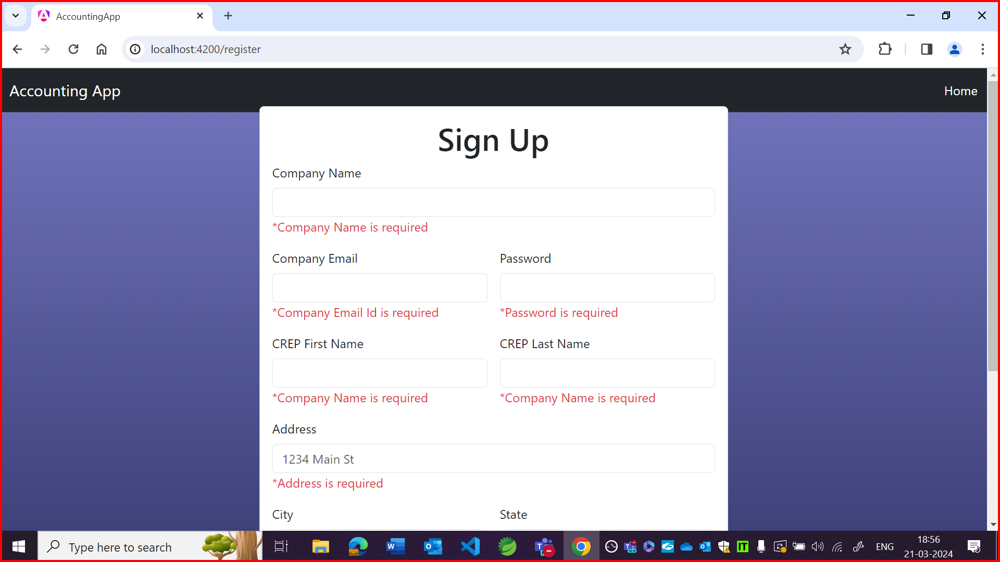 AccountingApp
localhost:4200/register
Accounting App
Home
Sign Up
Company Name
*Company Name is required
Company Email
Password
*Company Email Id is required
*Password is required
CREP First Name
CREP Last Name
*Company Name is required
*Company Name is required
Address
1234 Main St
*Address is required
City
State
Type here to search
ENG
18:56
21-03-2024